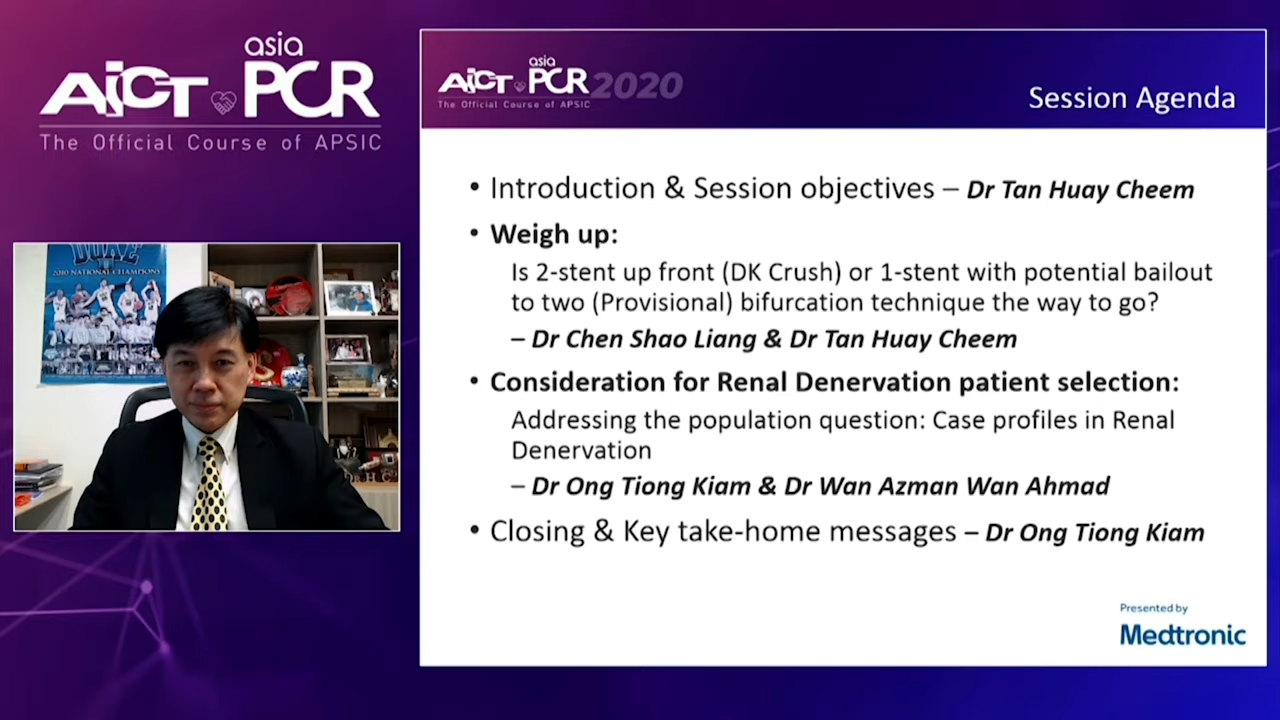 asia
AICT PCR
The Official Course of APSIC
DUKE
2010 NATIONAL CHAMPIONS
asia
AICT PCR 2020
The Official Course of APSIC
Session Agenda
• Introduction & Session objectives – Dr Tan Huay Cheem
• Weigh up:
Is 2-stent up front (DK Crush) or 1-stent with potential bailout
to two (Provisional) bifurcation technique the way to go?
– Dr Chen Shao Liang & Dr Tan Huay Cheem
• Consideration for Renal Denervation patient selection:
Addressing the population question: Case profiles in Renal
Denervation
– Dr Ong Tiong Kiam & Dr Wan Azman Wan Ahmad
• Closing & Key take-home messages – Dr Ong Tiong Kiam
Presented by
Medtronic